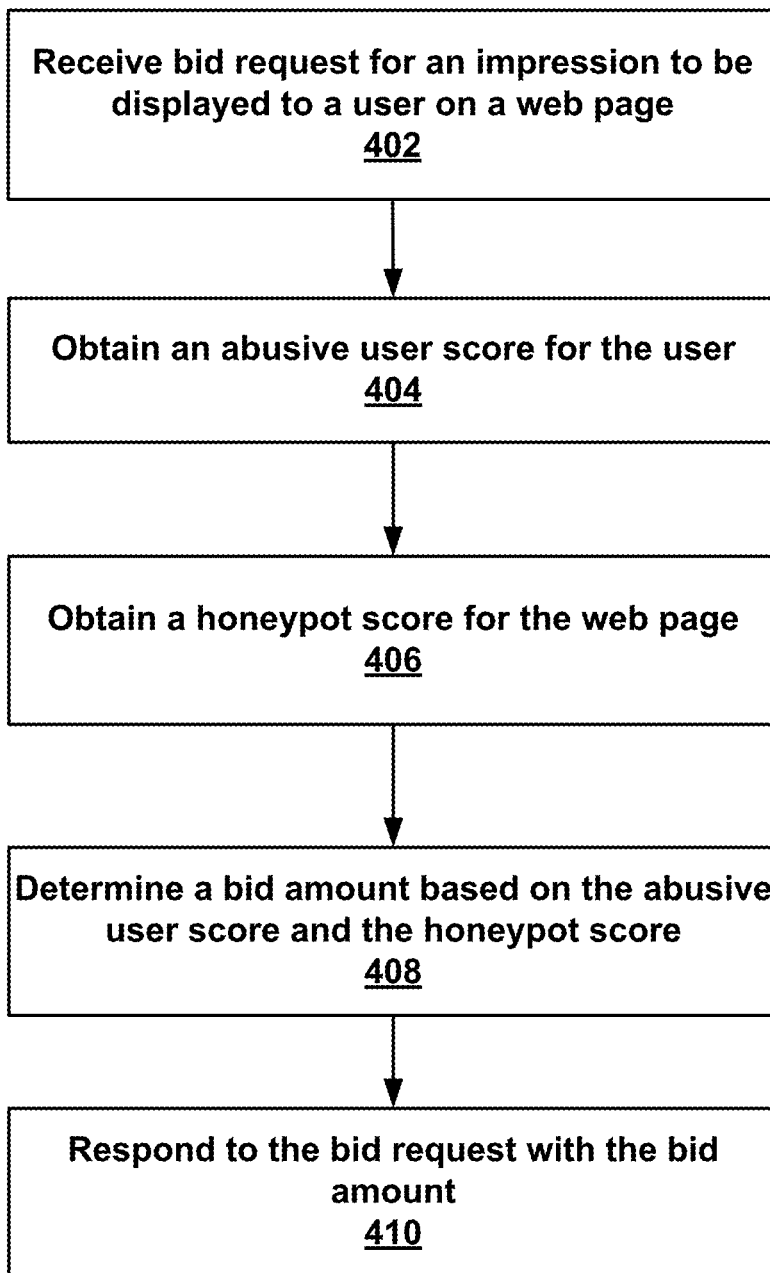 Receive bid request for an impression to be
displayed to a user on a web page
402
Obtain an abusive user score for the user
404
Obtain a honeypot score for the web page
406
Determine a bid amount based on the abusive
user score and the honeypot score
408
Respond to the bid request with the bid
amount
410